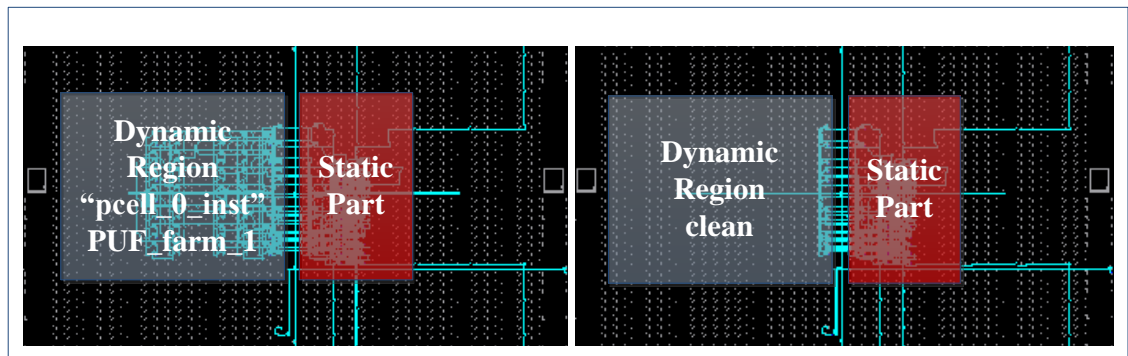 Dynamic
Region
“pcell_0_inst”
PUF_farm_1
Static
Part
Dynamic
Region
clean
Static
Part